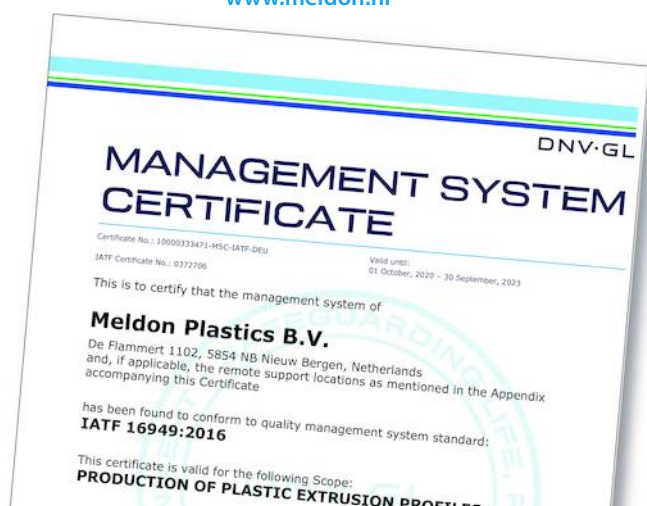 www.meldon.nl
DNV·GL
MANAGEMENT SYSTEM
CERTIFICATE
Certificate No.: 10000333471-MSC-IATF-DEU
Valid until:
IATF Certificate No.: 0372706
01 October, 2020 – 30 September, 2023
This is to certify that the management system of
Meldon Plastics B.V.
De Flammert 1102, 5854 NB Nieuw Bergen, Netherlands
and, if applicable, the remote support locations as mentioned in the Appendix
accompanying this Certificate
has been found to conform to quality management system standard:
IATF 16949:2016
This certificate is valid for the following Scope:
PRODUCTION OF PLASTIC EXTRUSION PROFILES